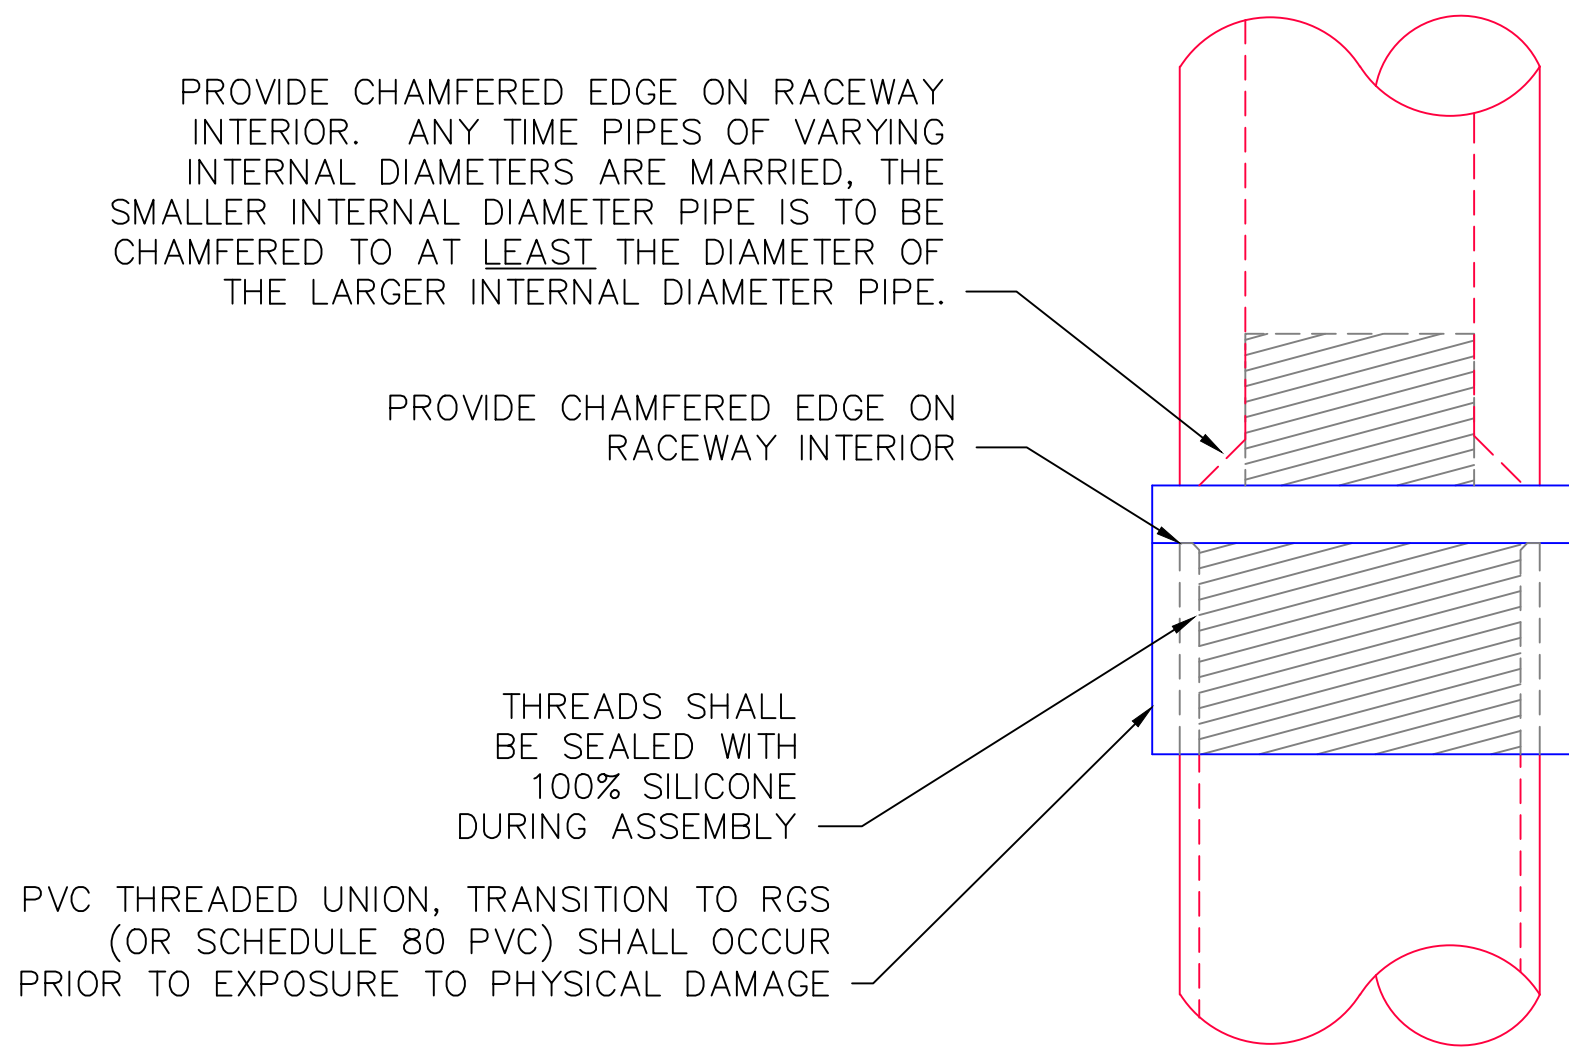 PROVIDE CHAMFERED EDGE ON RACEWAY
INTERIOR. ANY TIME PIPES OF VARYING
INTERNAL DIAMETERS ARE MARRIED, THE
SMALLER INTERNAL DIAMETER PIPE IS TO BE
CHAMFERED TO AT LEAST THE DIAMETER OF
THE LARGER INTERNAL DIAMETER PIPE.
PROVIDE CHAMFERED EDGE ON
RACEWAY INTERIOR
THREADS SHALL
BE SEALED WITH
100% SILICONE
DURING ASSEMBLY
PVC THREADED UNION, TRANSITION TO RGS
(OR SCHEDULE 80 PVC) SHALL OCCUR
PRIOR TO EXPOSURE TO PHYSICAL DAMAGE